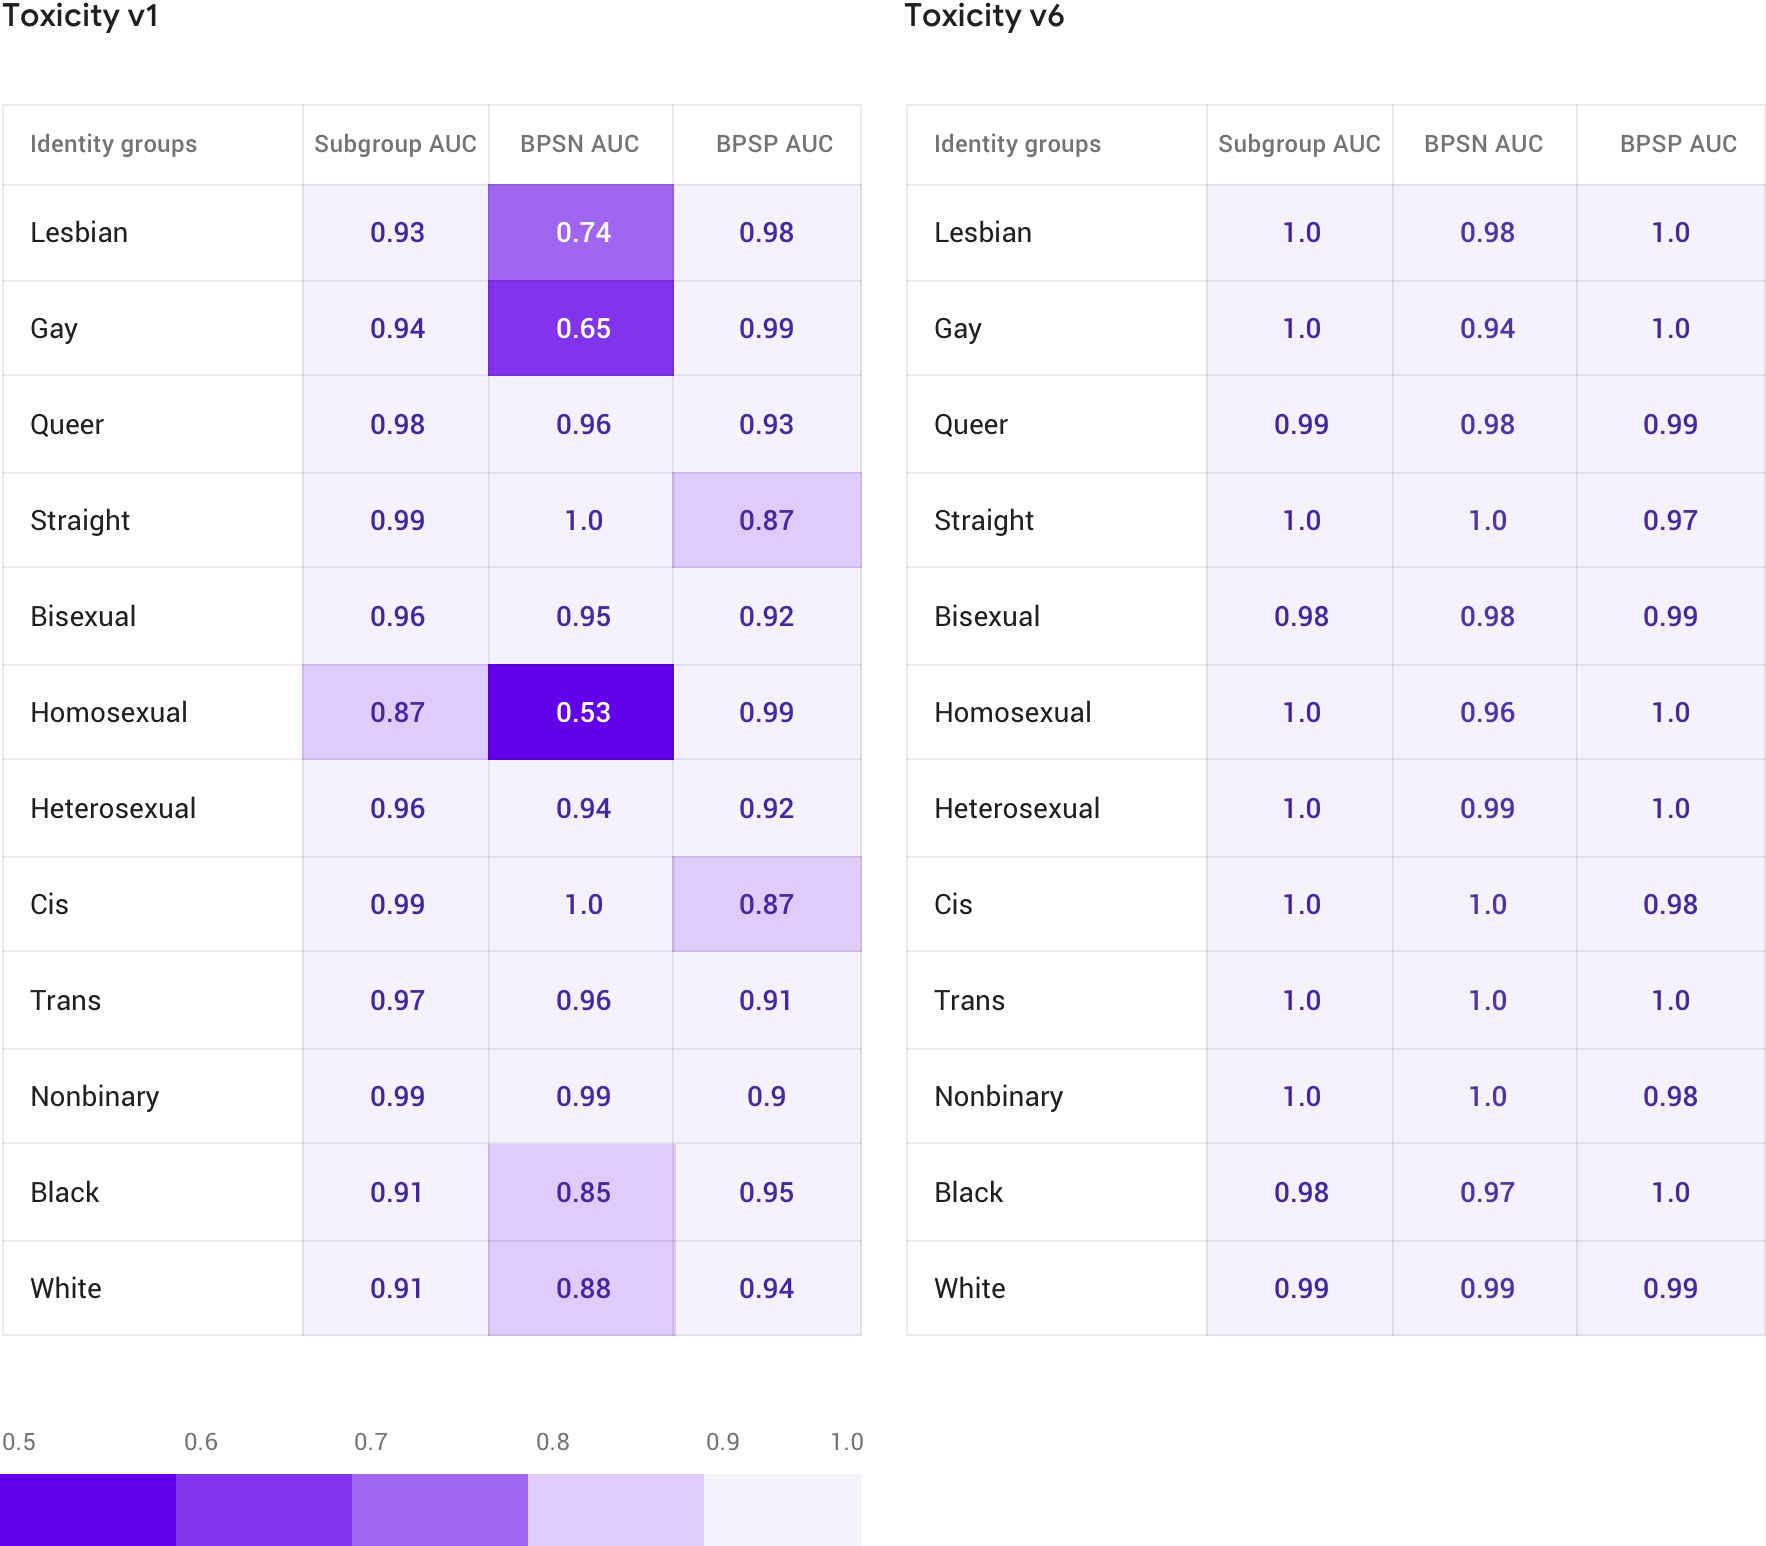 Toxicity v1
Identity groups Subgroup AUC BPSN AUC BPSP AUC
Lesbian 0.93 0.74 0.98
Gay 0.94 0.65 0.99
Queer 0.98 0.96 0.93
Straight 0.99 1.0 0.87
Bisexual 0.96 0.95 0.92
Homosexual 0.87 0.53 0.99
Heterosexual 0.96 0.94 0.92
Cis 0.99 1.0 0.87
Trans 0.97 0.96 0.91
Nonbinary 0.99 0.99 0.9
Black 0.91 0.85 0.95
White 0.91 0.88 0.94
0.5 0.6 0.7 0.8 0.9 1.0
Toxicity v6
Identity groups Subgroup AUC BPSN AUC BPSP AUC
Lesbian 1.0 0.98 1.0
Gay 1.0 0.94 1.0
Queer 0.99 0.98 0.99
Straight 1.0 1.0 0.97
Bisexual 0.98 0.98 0.99
Homosexual 1.0 0.96 1.0
Heterosexual 1.0 0.99 1.0
Cis 1.0 1.0 0.98
Trans 1.0 1.0 1.0
Nonbinary 1.0 1.0 0.98
Black 0.98 0.97 1.0
White 0.99 0.99 0.99